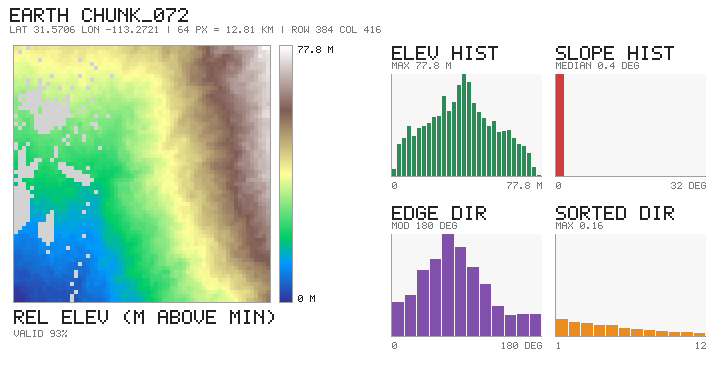 EARTH CHUNK_072
LAT 31.5706 LON -113.2721 | 64 PX = 12.81 KM | ROW 384 COL 416
77.8 M
0 M
REL ELEV (M ABOVE MIN)
VALID 93%
ELEV HIST
MAX 77.8 M
0 77.8 M
SLOPE HIST
MEDIAN 0.4 DEG
0 32 DEG
EDGE DIR
MOD 180 DEG
0 180 DEG
SORTED DIR
MAX 0.16
1 12